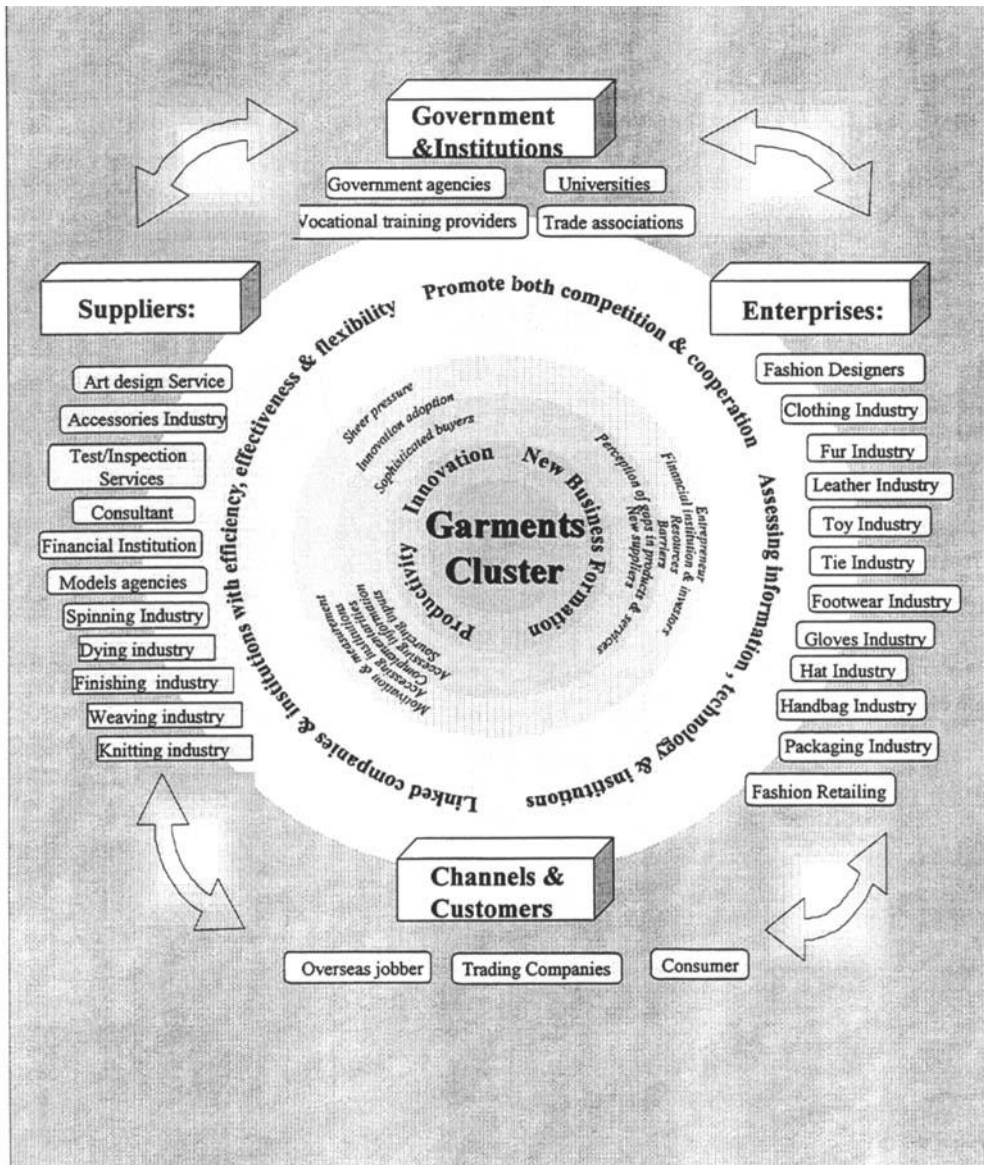 Government
&Institutions
Government agencies
Universities
Vocational training providers
Trade associations
Suppliers:
Art design Service
Accessories Industry
Test/Inspection
Services
Consultant
Financial Institution
Models agencies
Spinning Industry
Dying industry
Finishing industry
Weaving industry
Knitting industry
Enterprises:
Fashion Designers
Clothing Industry
Fur Industry
Leather Industry
Toy Industry
Tie Industry
Footwear Industry
Gloves Industry
Hat Industry
Handbag Industry
Packaging Industry
Fashion Retailing
Promote both competition & cooperation
Assessing information, technology & institutions
Linked companies & institutions with efficiency, effectiveness & flexibility
Sheer pressure
Innovation adoption
Sophisticated buyers
Innovation
New Business Formation
Productivity
Garments
Cluster
Entrepreneur
Financial institution & investors
Resources
Barriers
Perception of gaps in products & services
New suppliers
Sourcing Inputs
Accessing Information
Complementarities
Accessing institutions
Motivation & measurement
Channels &
Customers
Overseas jobber
Trading Companies
Consumer